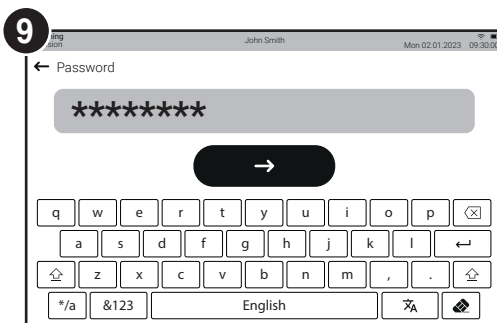 9
John Smith
Mon 02.01.2023 09:30:00
← Password
********
→
q w e r t y u i o p
a s d f g h j k l
z x c v b n m , .
*/a &123 English